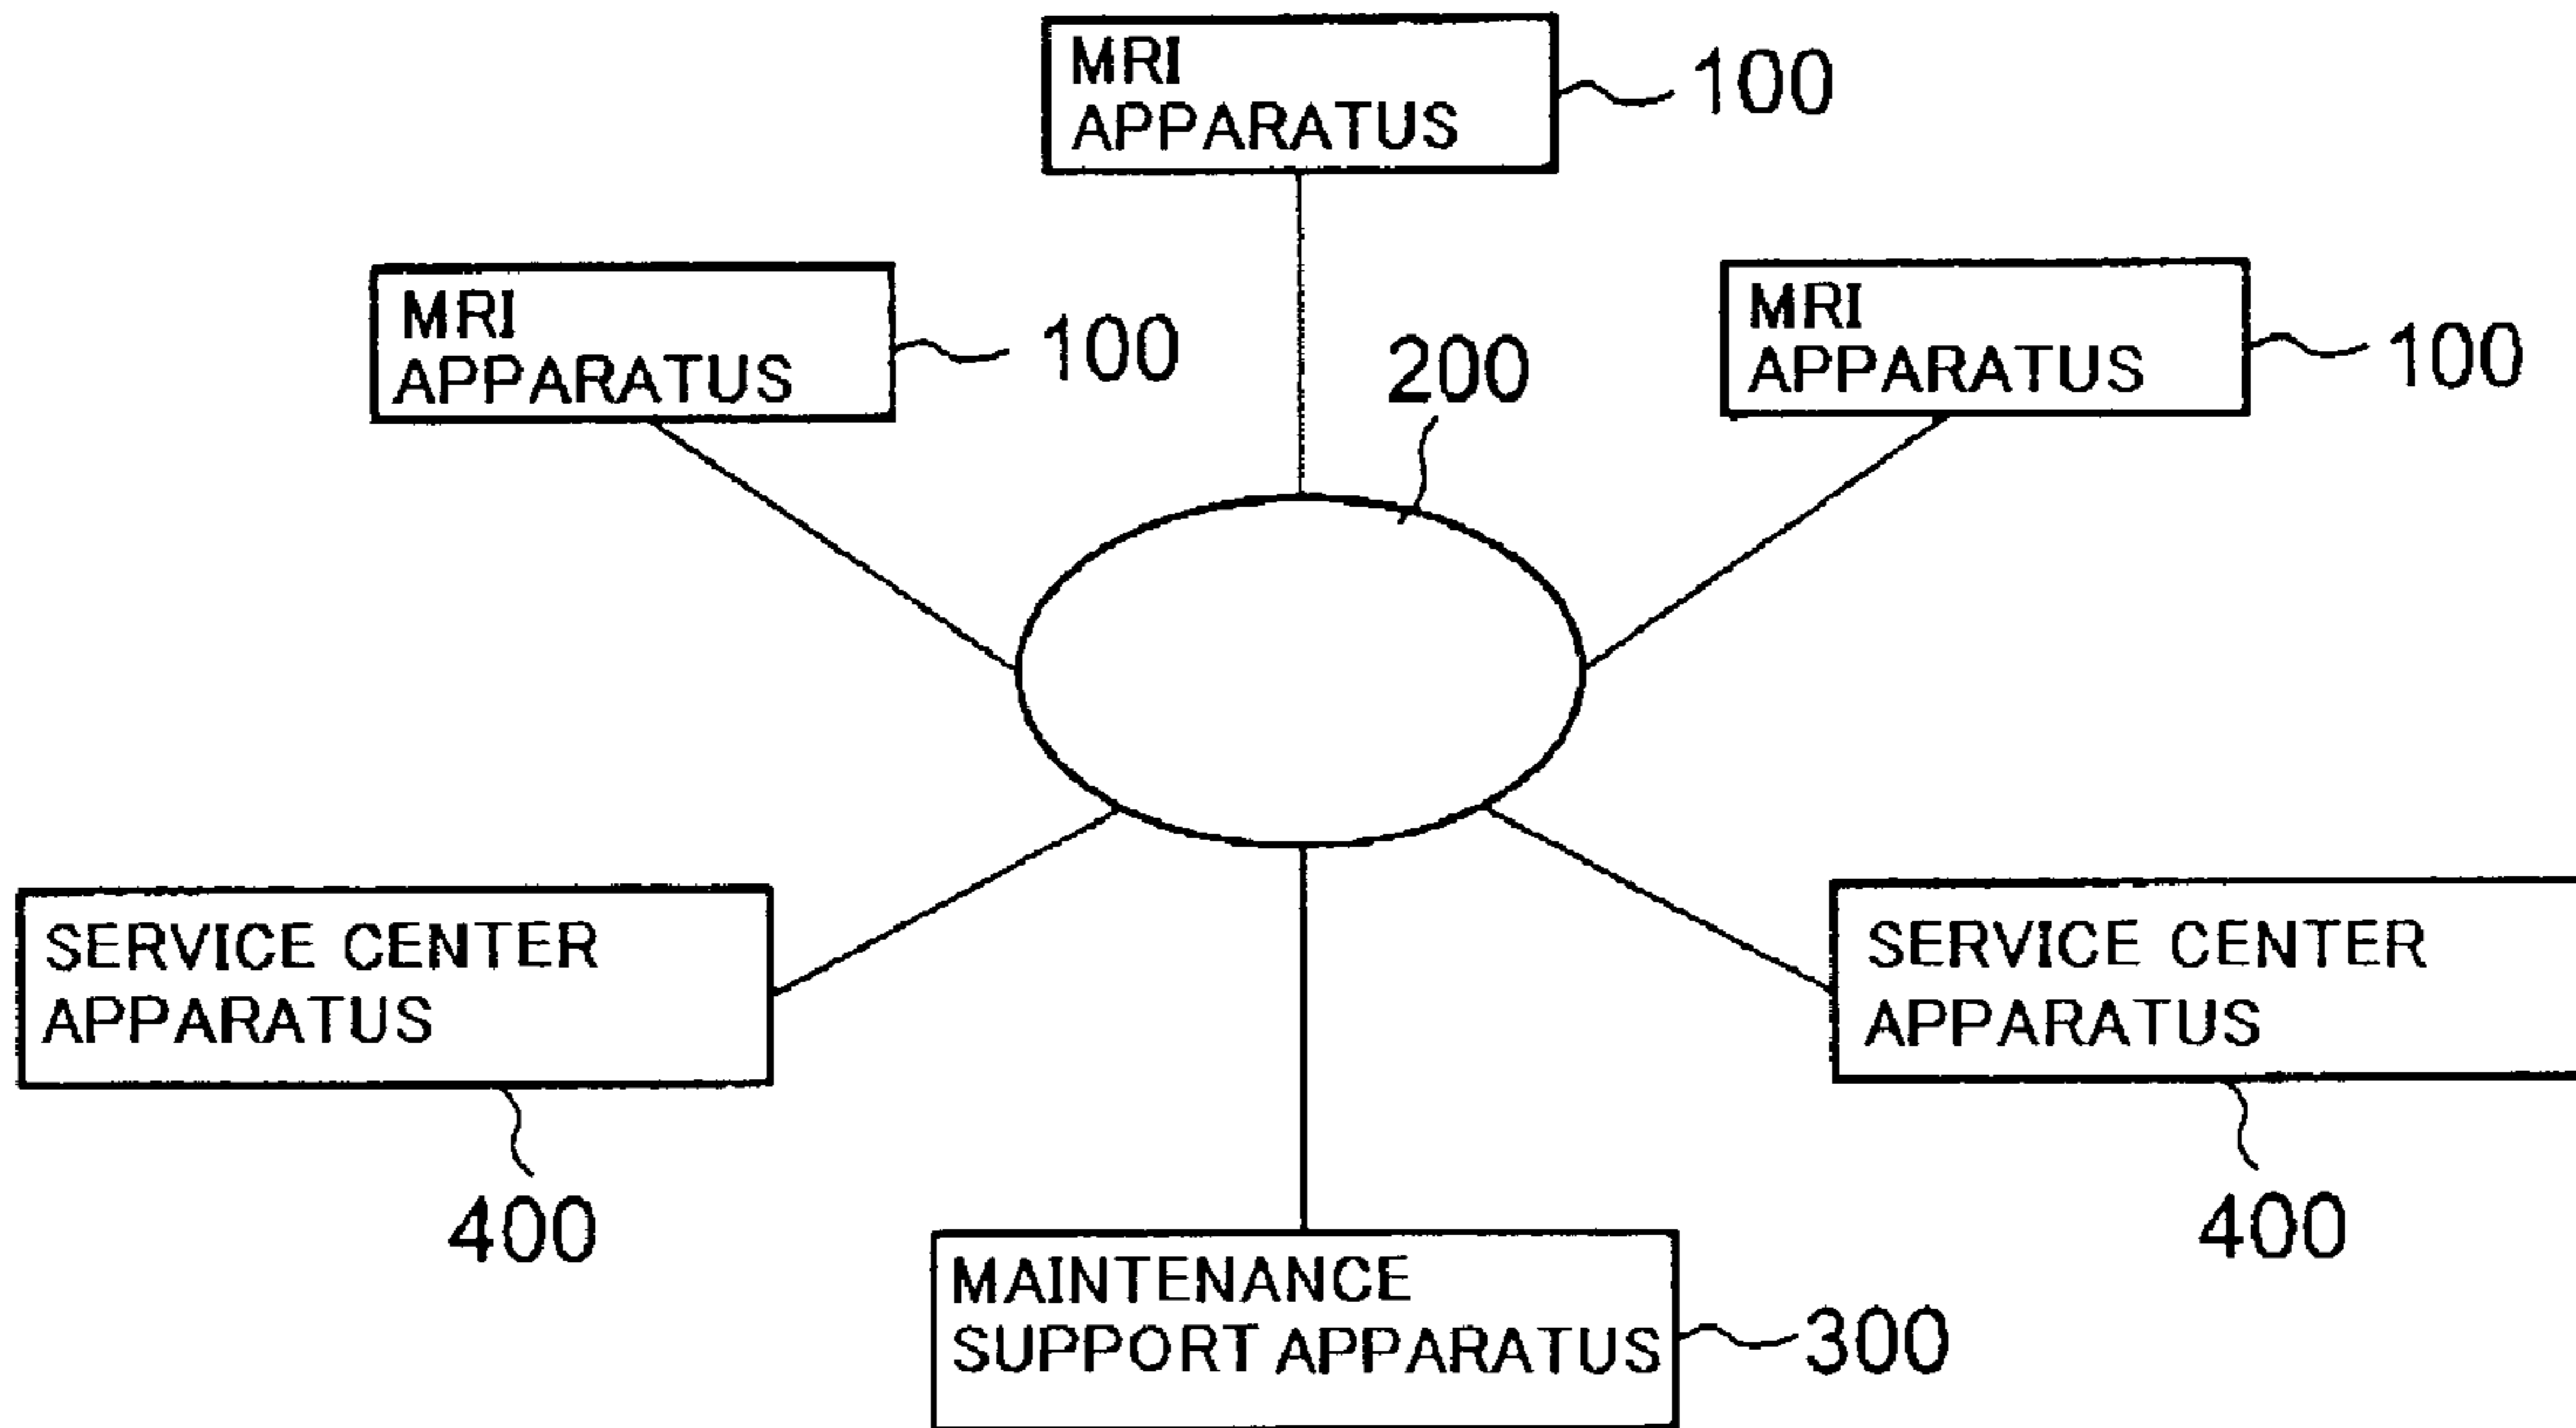 MRI
APPARATUS
100
MRI
APPARATUS
100
MRI
APPARATUS
100
200
SERVICE CENTER
APPARATUS
400
SERVICE CENTER
APPARATUS
400
MAINTENANCE
SUPPORT APPARATUS
300